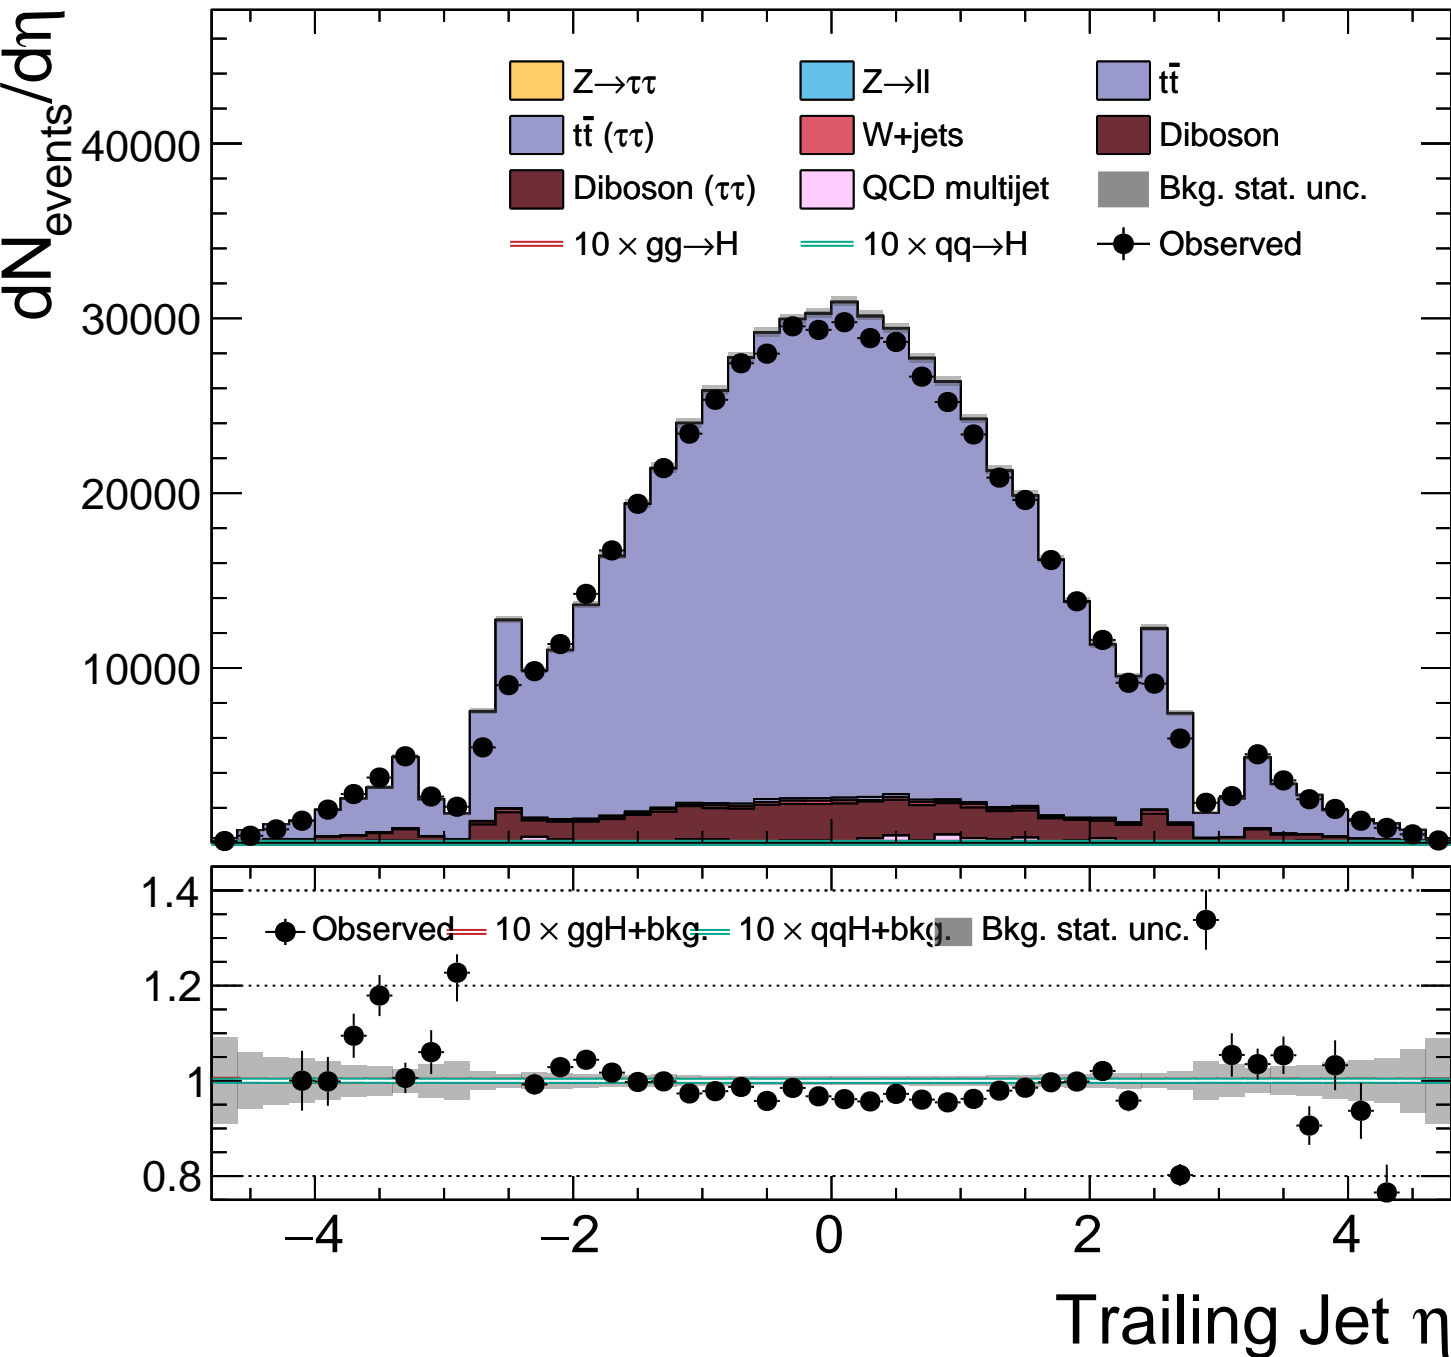 dN_events/dη
Z→ττ Z→ll tt̄
tt̄ (ττ) W+jets Diboson
Diboson (ττ) QCD multijet Bkg. stat. unc.
10 × gg→H 10 × qq→H Observed
40000
30000
20000
10000
1.4
Observed 10 × ggH+bkg. 10 × qqH+bkg. Bkg. stat. unc.
1.2
1
0.8
−4 −2 0 2 4
Trailing Jet η